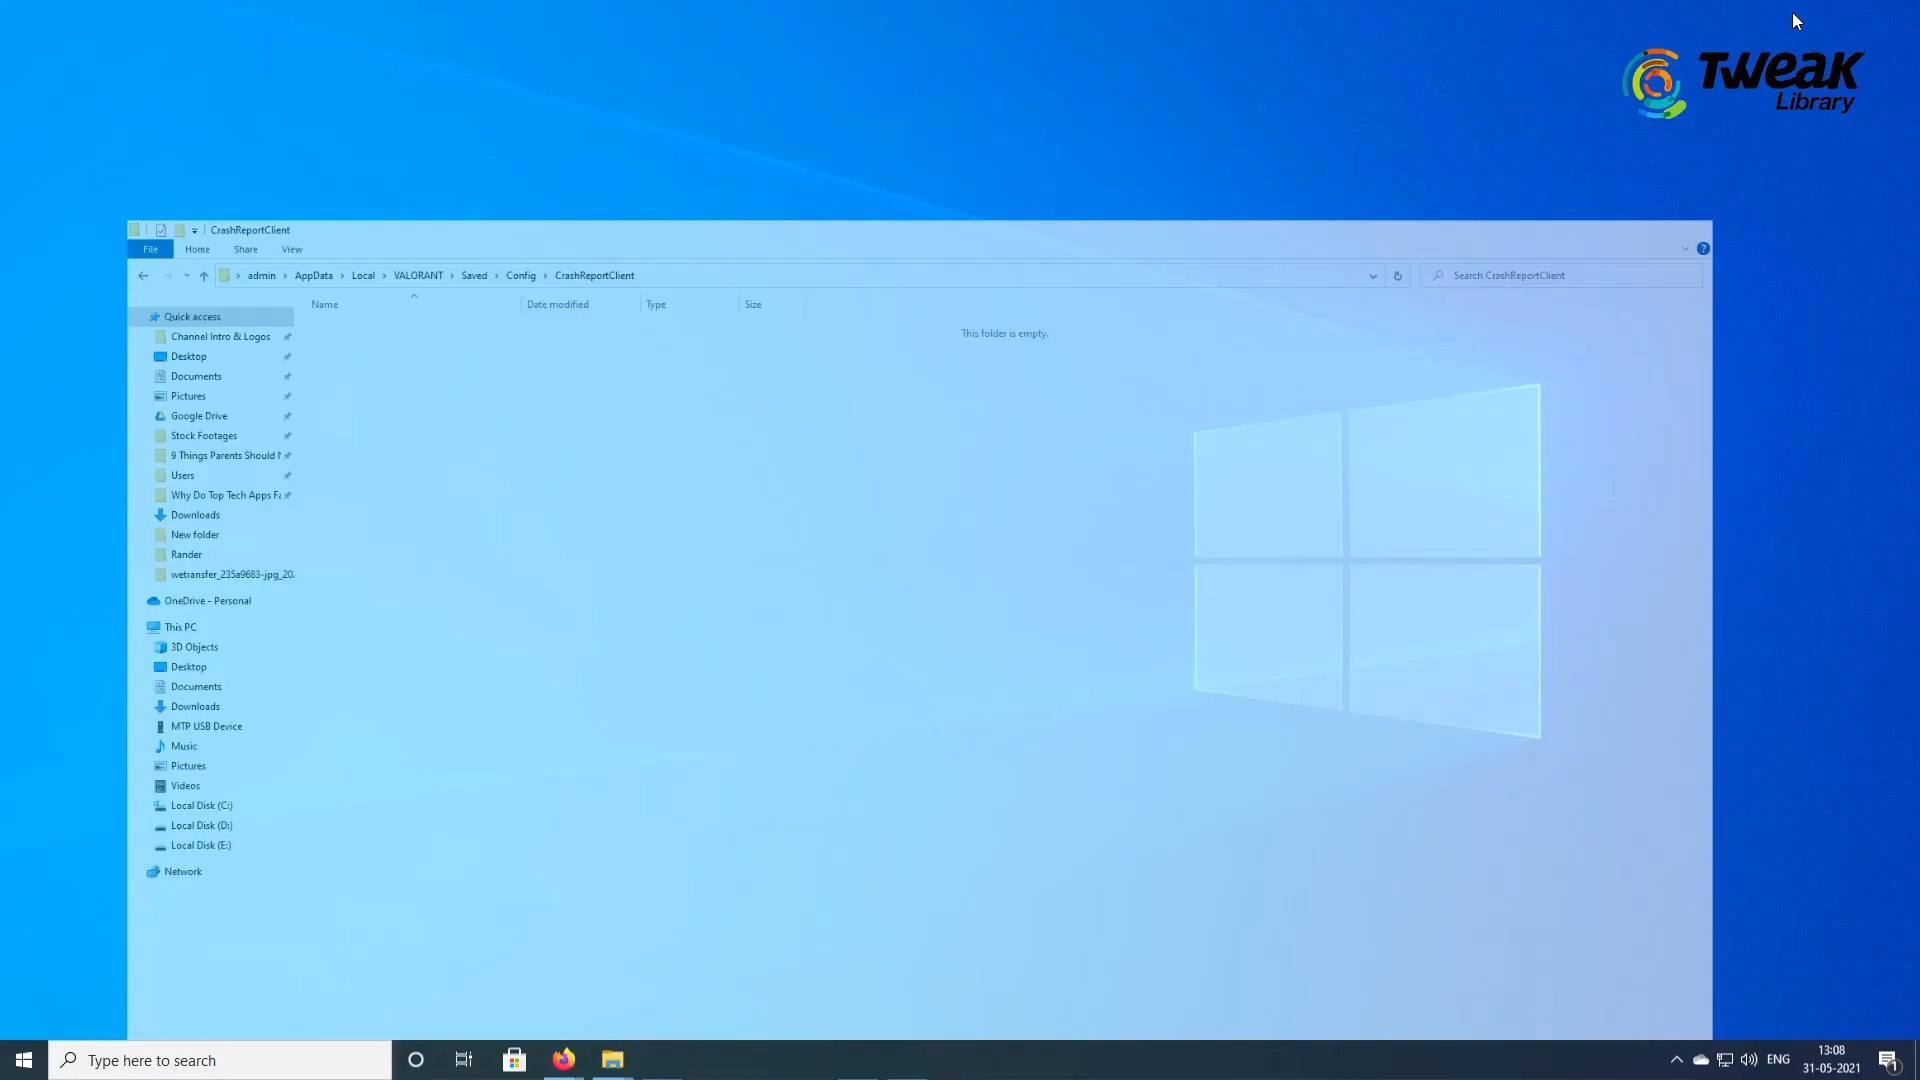 TWeaK
Library
CrashReportClient
File Home Share View
admin AppData Local VALORANT Saved Config CrashReportClient
Search CrashReportClient
Name Date modified Type Size
This folder is empty.
Quick access
Channel Intro & Logos
Desktop
Documents
Pictures
Google Drive
Stock Footages
9 Things Parents Should
Users
Why Do Top Tech Apps Fa
Downloads
New folder
Rander
wetransfer_235a9683-jpg_20
OneDrive - Personal
This PC
3D Objects
Desktop
Documents
Downloads
MTP USB Device
Music
Pictures
Videos
Local Disk (C:)
Local Disk (D:)
Local Disk (E:)
Network
Type here to search
ENG
13:08
31-05-2021
1